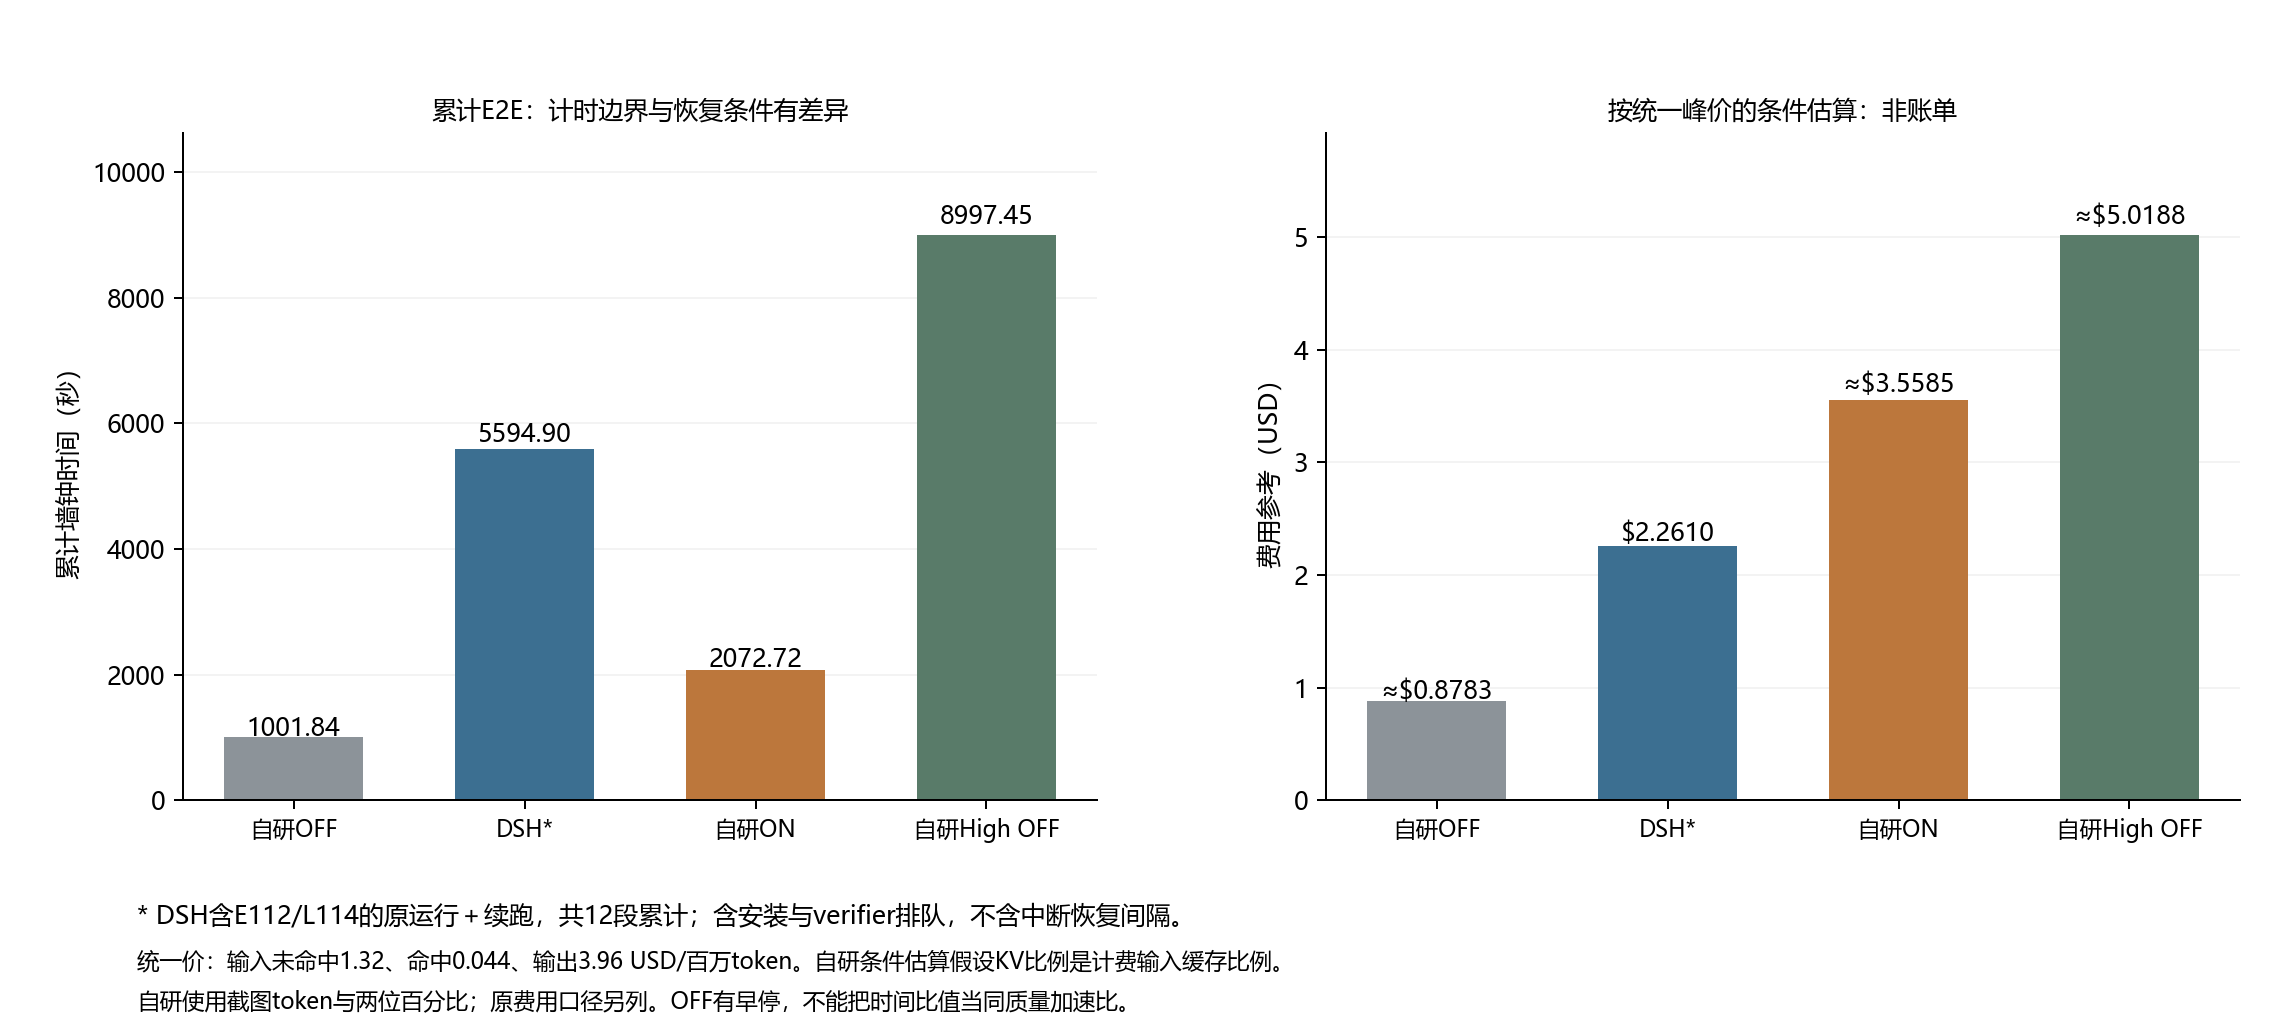 累计E2E：计时边界与恢复条件有差异
累计墙钟时间（秒）
10000
8000
6000
4000
2000
0
1001.84
5594.90
2072.72
8997.45
自研OFF
DSH*
自研ON
自研High OFF
按统一峰价的条件估算：非账单
费用参考（USD）
5
4
3
2
1
0
≈$0.8783
$2.2610
≈$3.5585
≈$5.0188
自研OFF
DSH*
自研ON
自研High OFF
* DSH含E112/L114的原运行＋续跑，共12段累计；含安装与verifier排队，不含中断恢复间隔。
统一价：输入未命中1.32、命中0.044、输出3.96 USD/百万token。自研条件估算假设KV比例是计费输入缓存比例。
自研使用截图token与两位百分比；原费用口径另列。OFF有早停，不能把时间比值当同质量加速比。